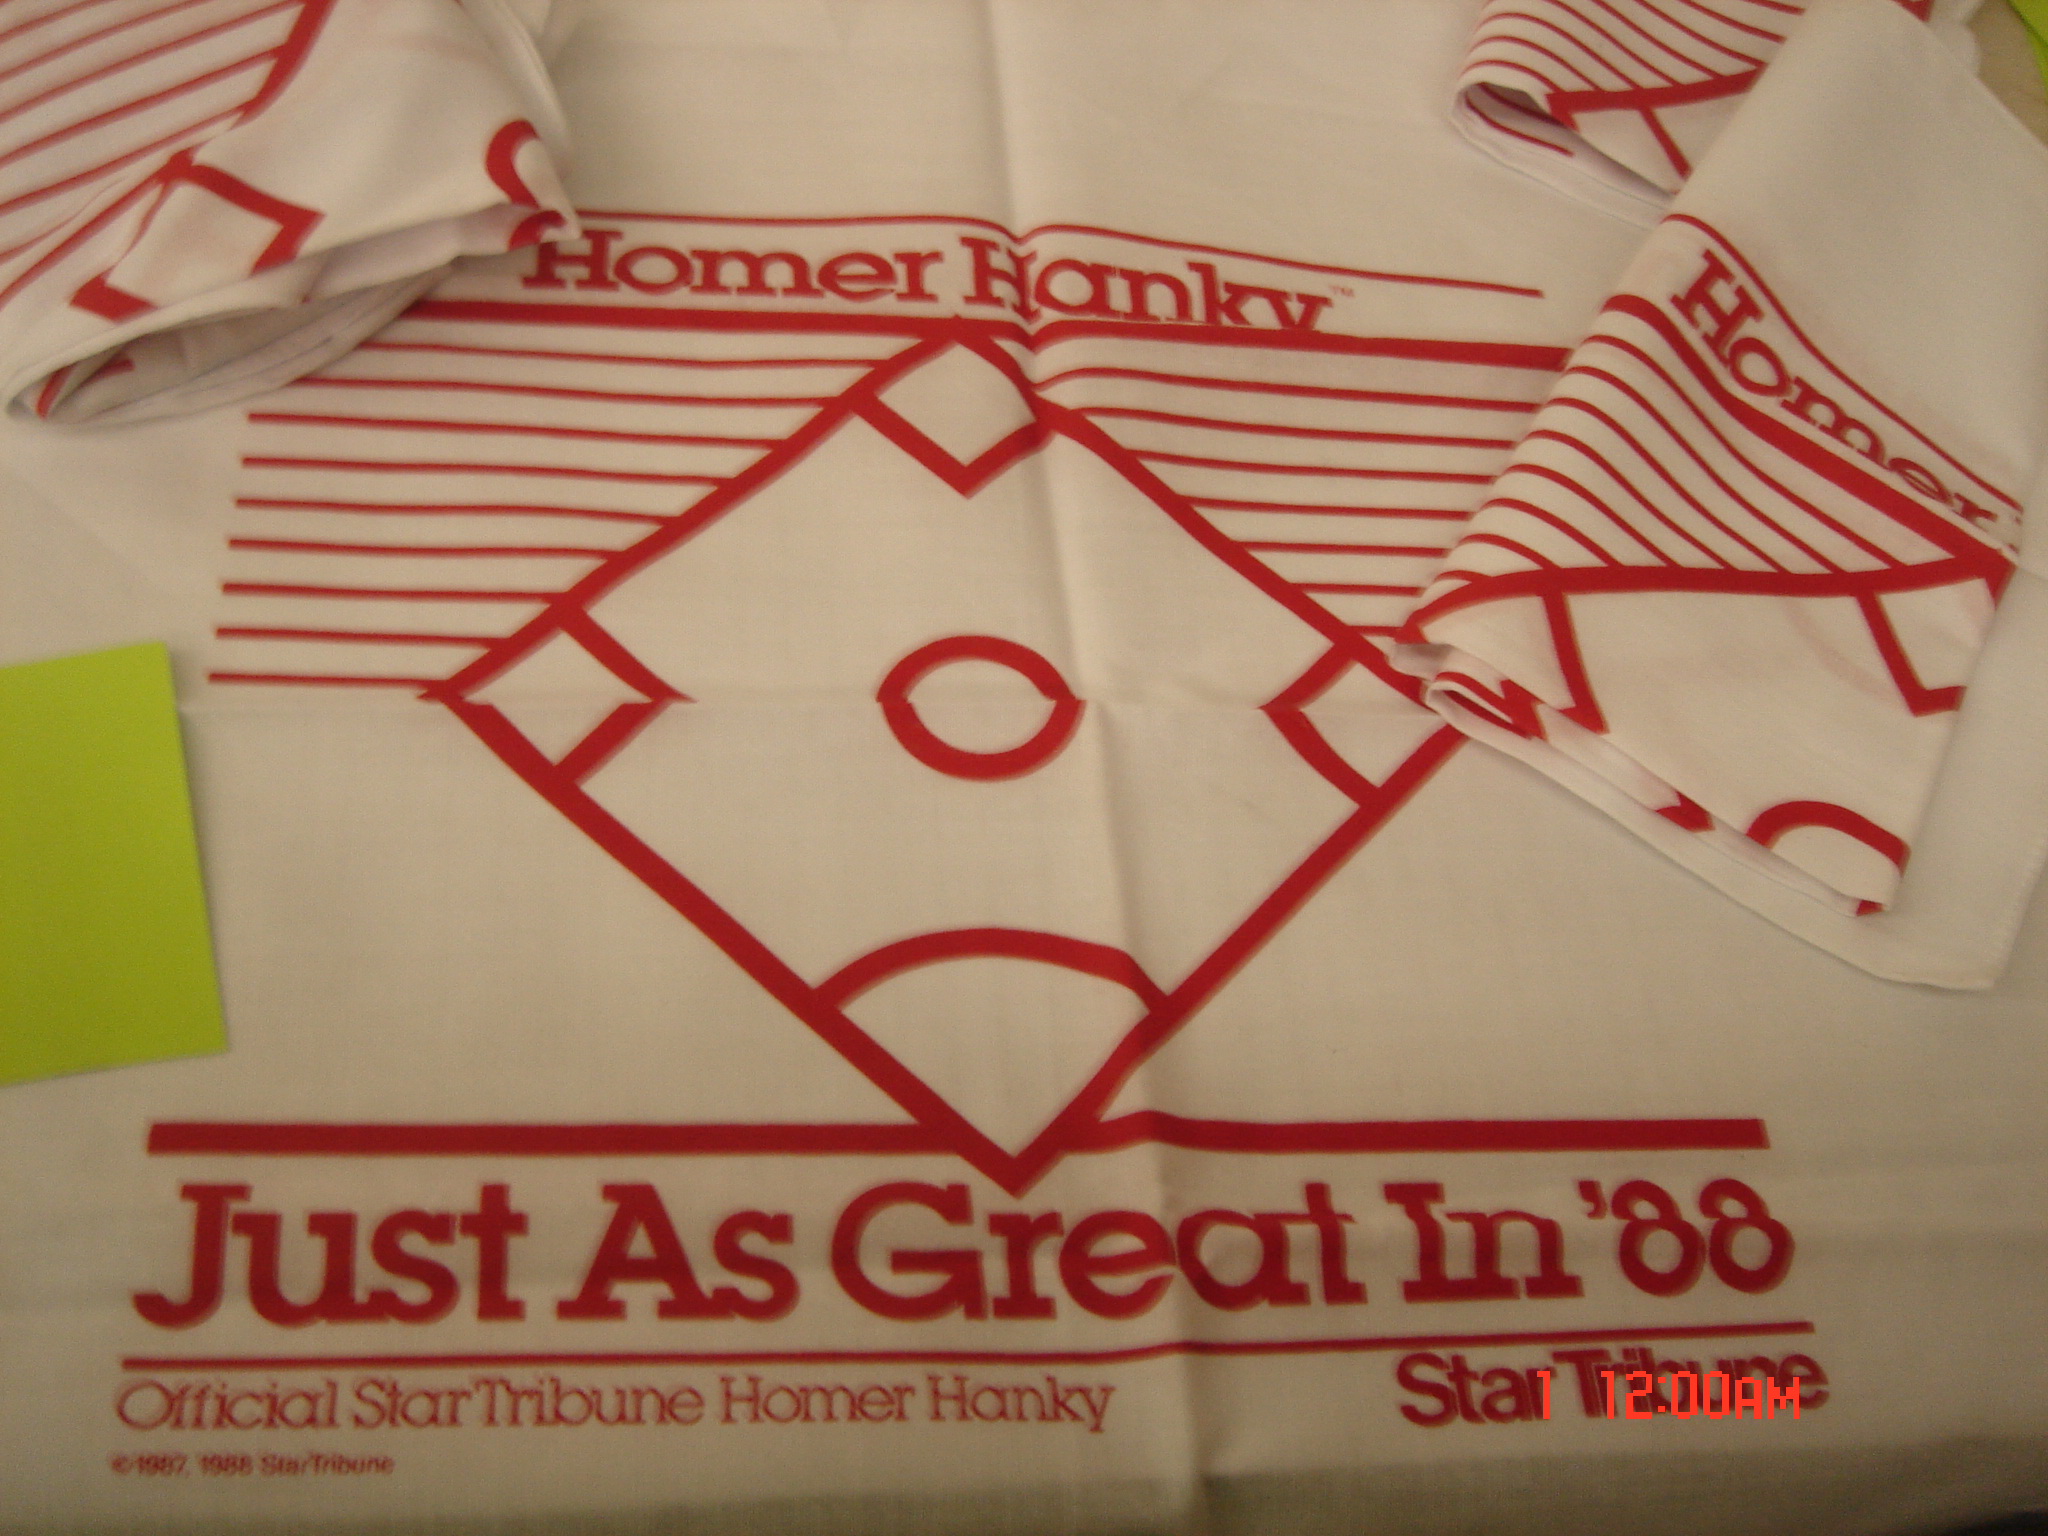 Homer Hanky™
Homer
Just As Great In '88
Official Star Tribune Homer Hanky
Star Tribune
©1987, 1988 Star Tribune
1 12:00AM